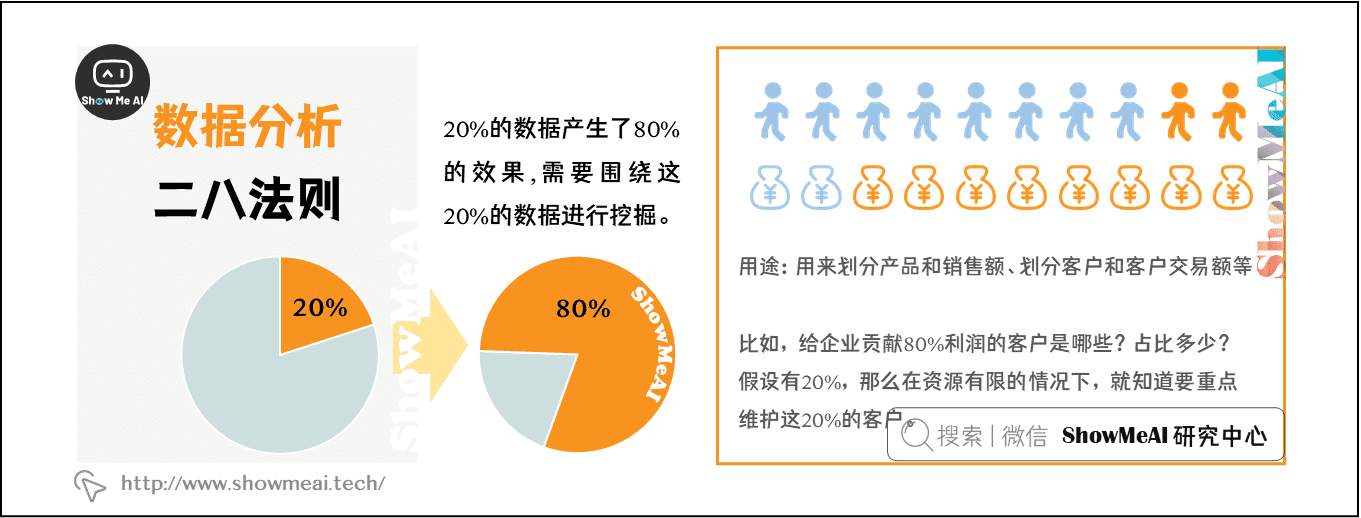 Show Me AI
数据分析
二八法则
20%
ShowMeAI
20%的数据产生了80%
的效果,需要围绕这
20%的数据进行挖掘。
80%
ShowMeAI
¥ ¥ ¥ ¥ ¥ ¥ ¥ ¥ ¥ ¥
ShowMeAI
用途：用来划分产品和销售额、划分客户和客户交易额等
比如，给企业贡献80%利润的客户是哪些？占比多少？
假设有20%，那么在资源有限的情况下，就知道要重点
维护这20%的客户
搜索 | 微信 ShowMeAI 研究中心
http://www.showmeai.tech/